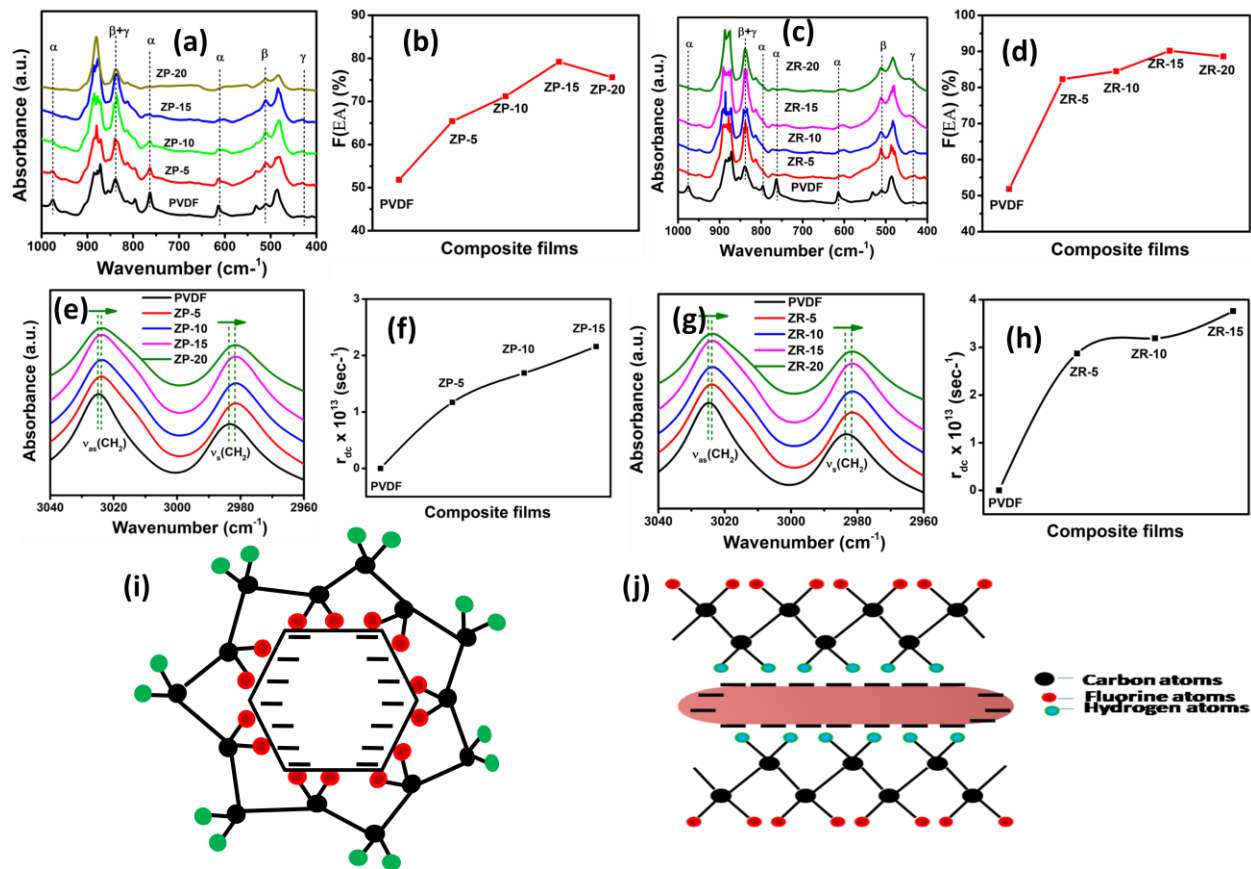 (a)
α
β+γ
α
α
β
γ
ZP-20
ZP-15
ZP-10
ZP-5
PVDF
Absorbance (a.u.)
1000 900 800 700 600 500 400
Wavenumber (cm-¹)
(b)
F(EA) (%)
90
80
70
60
50
40
PVDF
ZP-5
ZP-10
ZP-15
ZP-20
Composite films
(c)
α
β+γ
α
α
α
β
γ
ZR-20
ZR-15
ZR-10
ZR-5
PVDF
Absorbance (a.u.)
1000 900 800 700 600 500 400
Wavenumber (cm-¹)
(d)
F(EA) (%)
100
90
80
70
60
50
40
PVDF
ZR-5
ZR-10
ZR-15
ZR-20
Composite films
(e)
PVDF
ZP-5
ZP-10
ZP-15
ZP-20
νas(CH2)
νs(CH2)
Absorbance (a.u.)
3040 3020 3000 2980 2960
Wavenumber (cm-¹)
(f)
rdc x 10¹³ (sec-¹)
3
2
1
0
PVDF
ZP-5
ZP-10
ZP-15
Composite films
(g)
PVDF
ZR-5
ZR-10
ZR-15
ZR-20
νas(CH2)
νs(CH2)
Absorbance (a.u.)
3040 3020 3000 2980 2960
Wavenumber (cm-¹)
(h)
rdc x 10¹³ (sec-¹)
4
3
2
1
0
PVDF
ZR-5
ZR-10
ZR-15
Composite films
(i)
(j)
Carbon atoms
Fluorine atoms
Hydrogen atoms